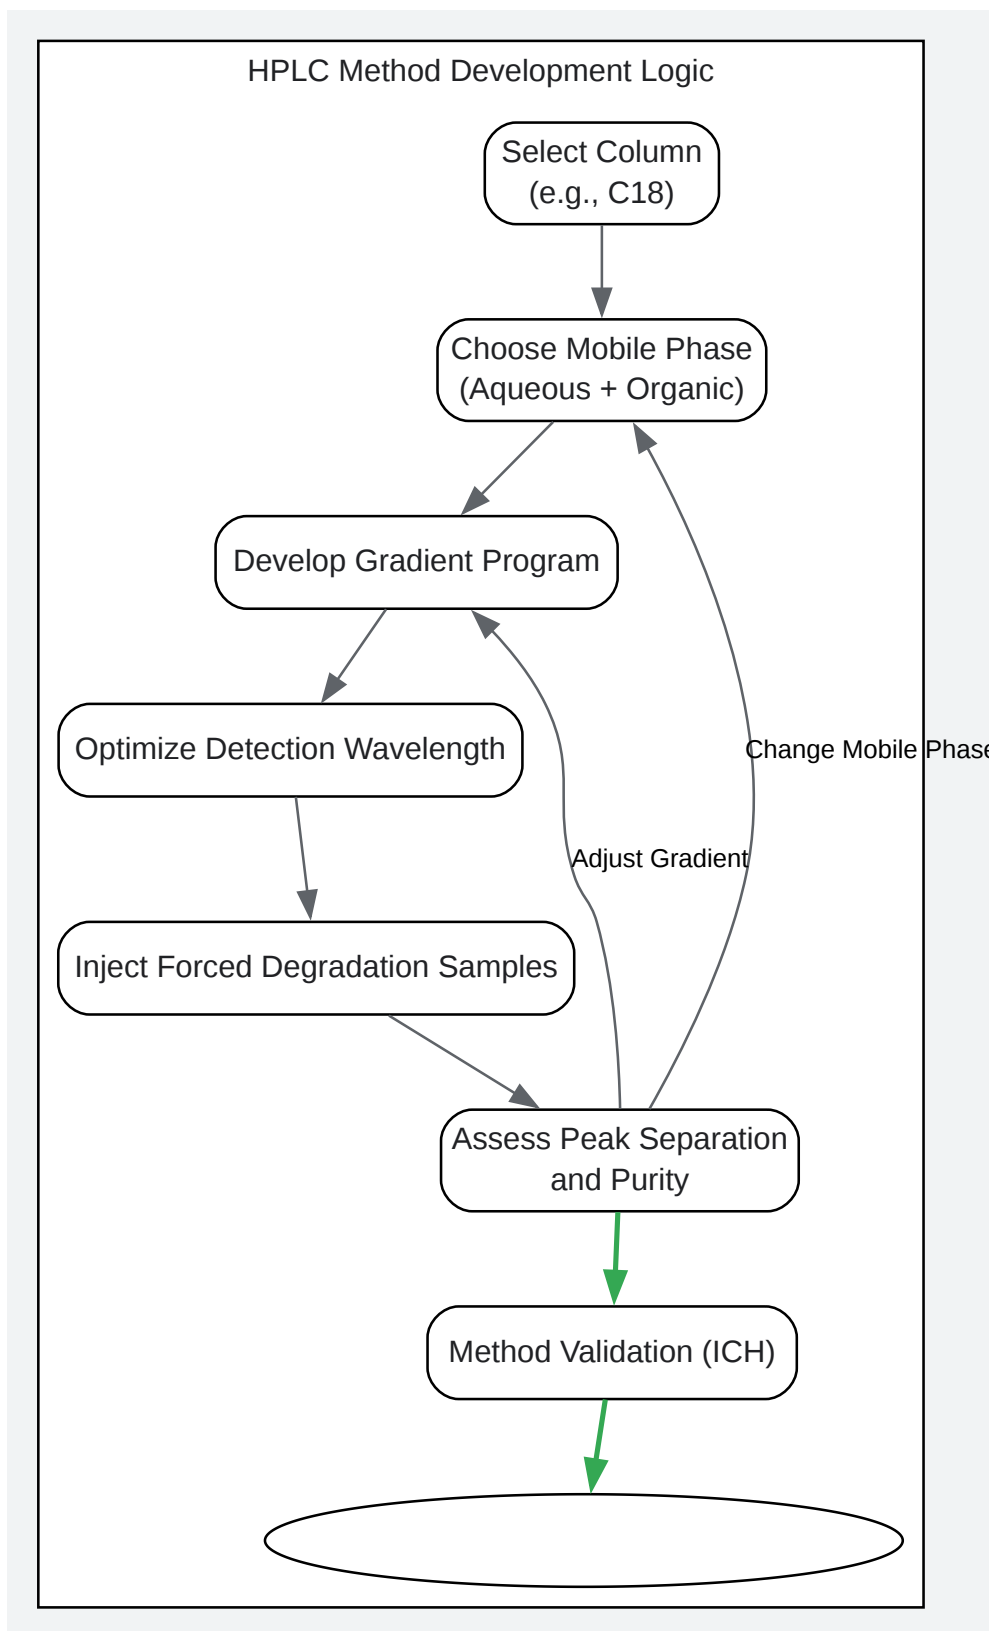 HPLC Method Development Logic
Select Column
(e.g., C18)
Choose Mobile Phase
(Aqueous + Organic)
Develop Gradient Program
Optimize Detection Wavelength
Change Mobile Phase
Adjust Gradient
Inject Forced Degradation Samples
Assess Peak Separation
and Purity
Method Validation (ICH)